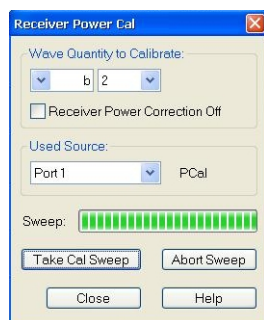 Receiver Power Cal
Wave Quantity to Calibrate:
b 2
Receiver Power Correction Off
Used Source:
Port 1 PCal
Sweep:
Take Cal Sweep Abort Sweep
Close Help